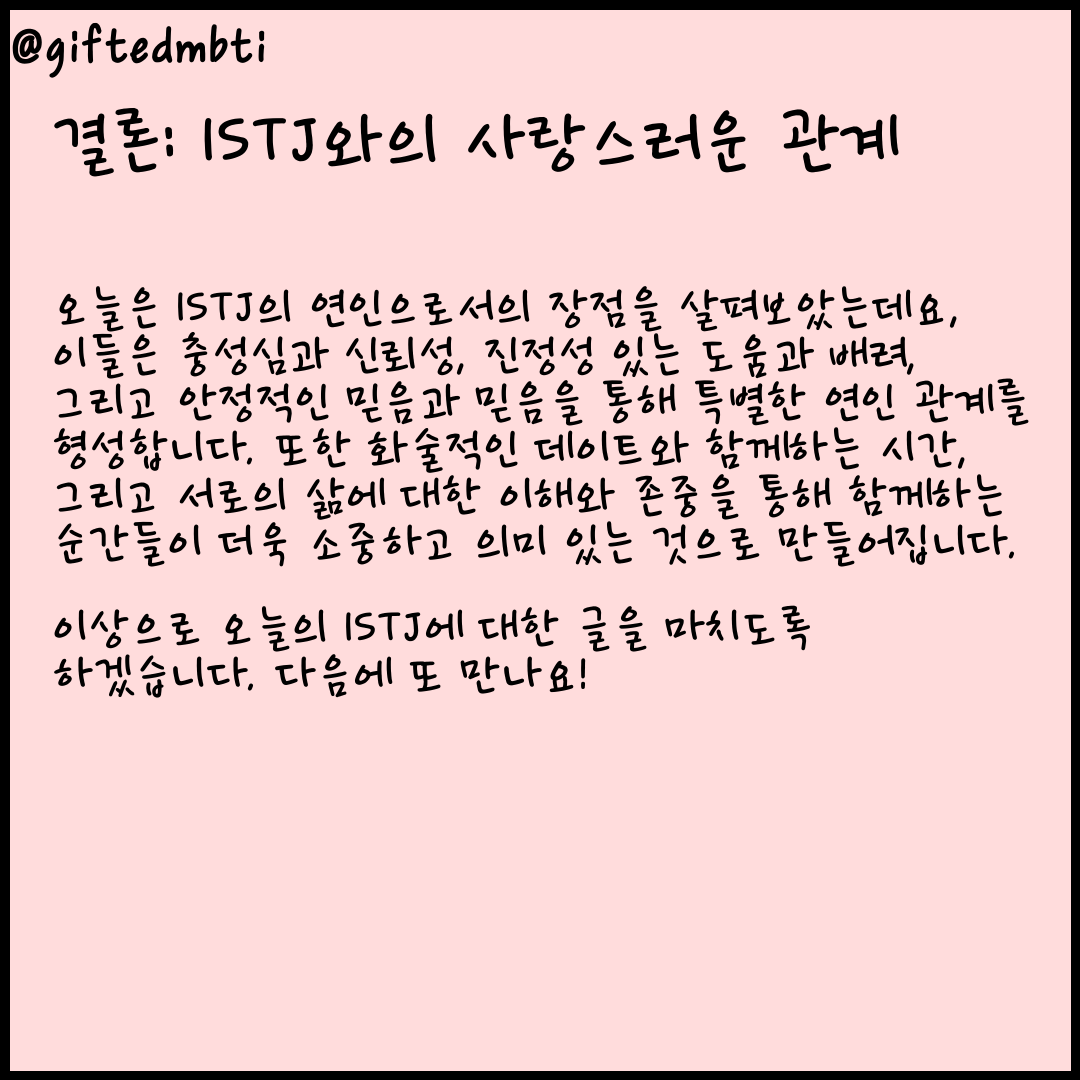 @giftedmbti
결론: ISTJ와의 사랑스러운 관계
오늘은 ISTJ의 연인으로서의 장점을 살펴보았는데요,
이들은 충성심과 신뢰성, 진정성 있는 도움과 배려,
그리고 안정적인 믿음과 믿음을 통해 특별한 연인 관계를
형성합니다. 또한 화술적인 데이트와 함께하는 시간,
그리고 서로의 삶에 대한 이해와 존중을 통해 함께하는
순간들이 더욱 소중하고 의미 있는 것으로 만들어집니다.
이상으로 오늘의 ISTJ에 대한 글을 마치도록
하겠습니다. 다음에 또 만나요!